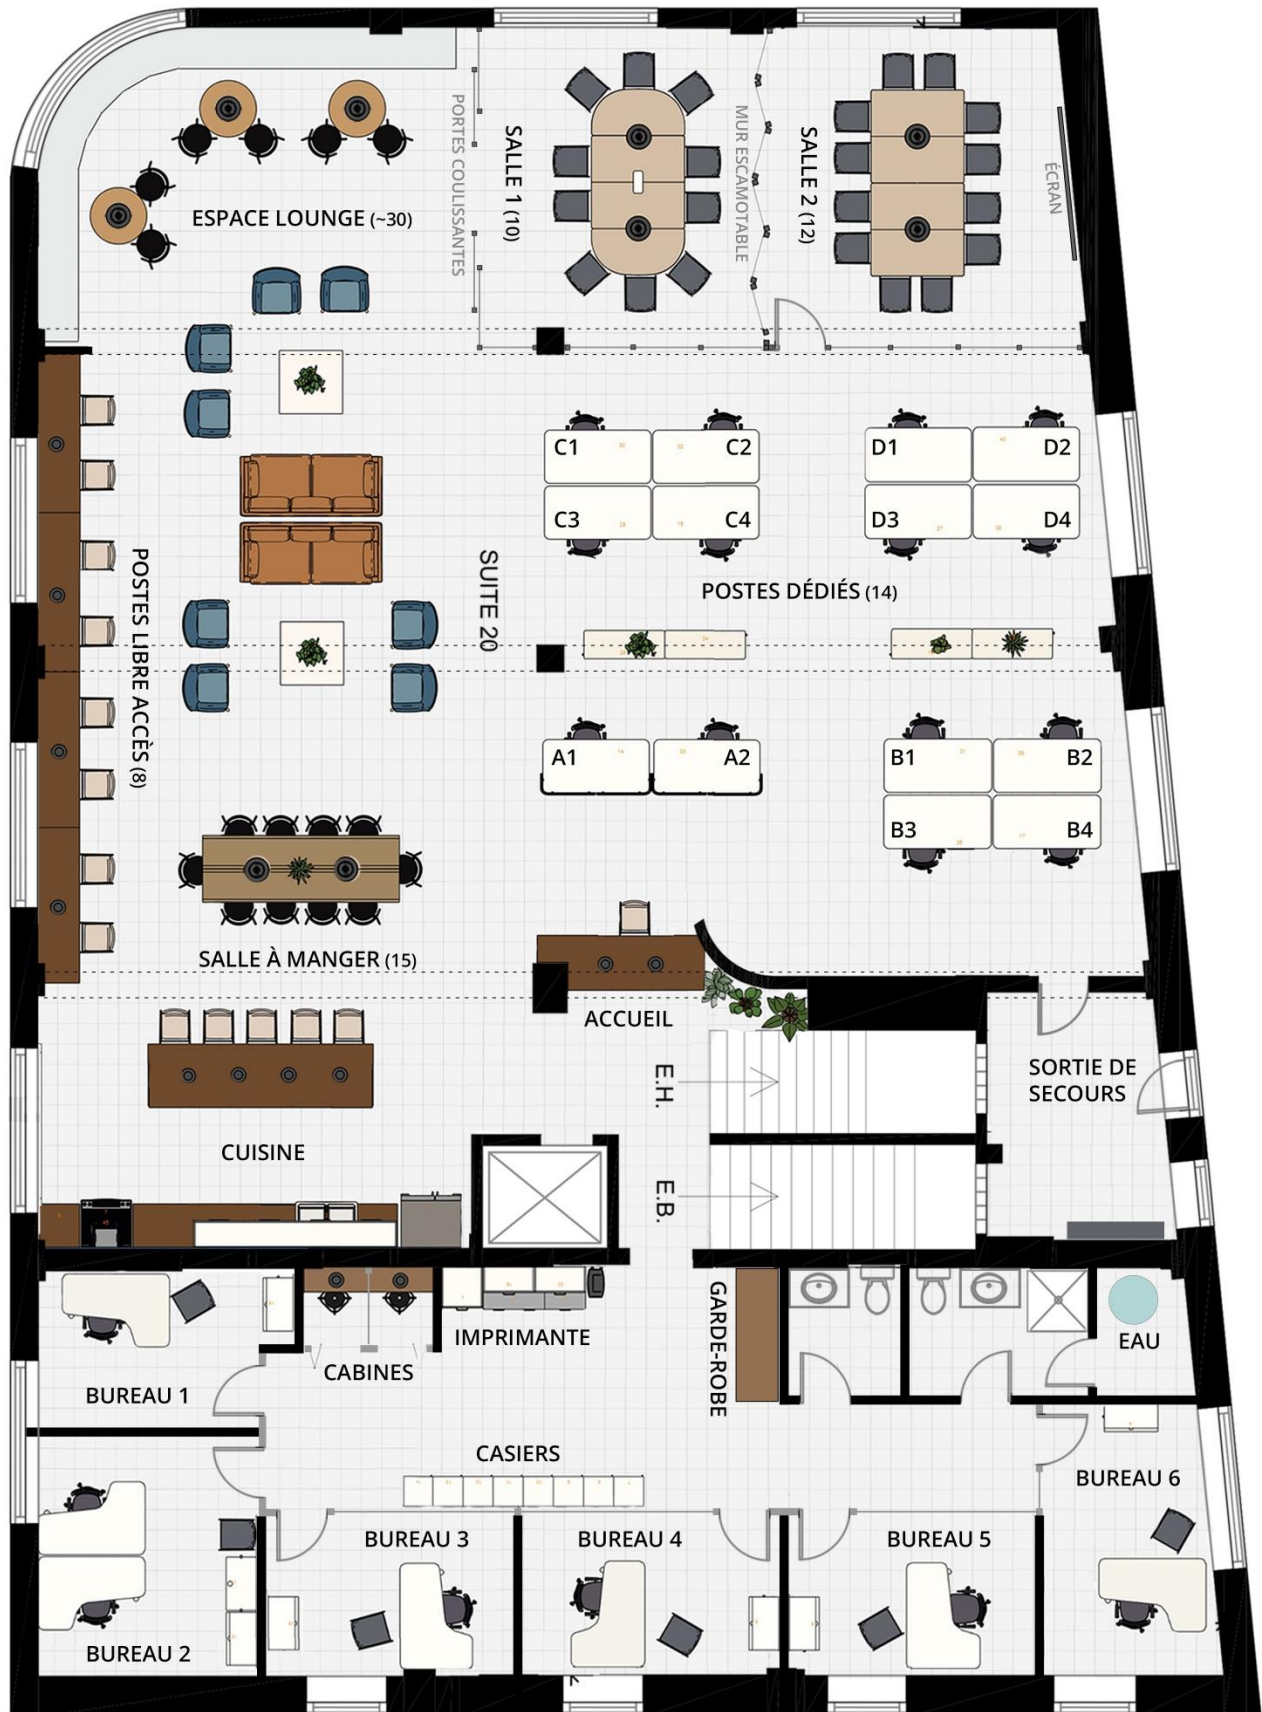 PORTES COULISSANTES
SALLE 1 (10)
MUR ESCAMOTABLE
SALLE 2 (12)
ÉCRAN
ESPACE LOUNGE (~30)
C1
C2
D1
D2
C3
C4
D3
D4
POSTES LIBRE ACCÈS (8)
SUITE 20
POSTES DÉDIÉS (14)
A1
A2
B1
B2
B3
B4
SALLE À MANGER (15)
ACCUEIL
E.H.
SORTIE DE
SECOURS
CUISINE
E.B.
GARDE-ROBE
IMPRIMANTE
EAU
CABINES
BUREAU 1
CASIERS
BUREAU 6
BUREAU 3
BUREAU 4
BUREAU 5
BUREAU 2